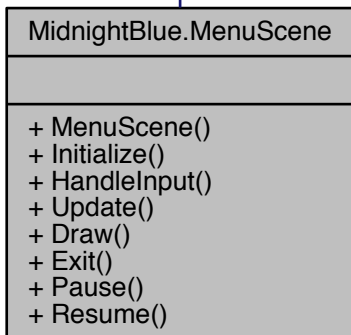 MidnightBlue.MenuScene
+ MenuScene()
+ Initialize()
+ HandleInput()
+ Update()
+ Draw()
+ Exit()
+ Pause()
+ Resume()